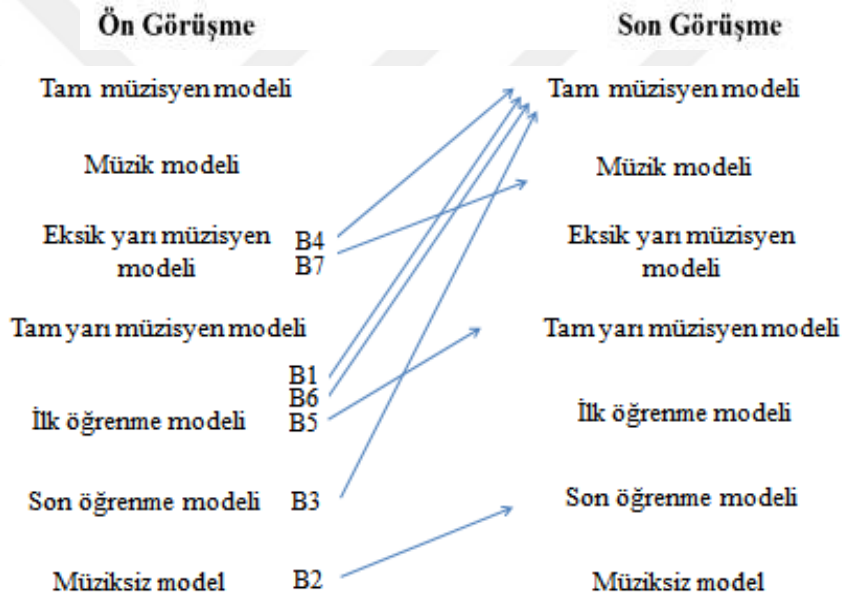 Ön Görüşme
Son Görüşme
Tam müzisyen modeli
Tam müzisyen modeli
Müzik modeli
Müzik modeli
Eksik yarı müzisyen
modeli
B4
B7
Eksik yarı müzisyen
modeli
Tam yarı müzisyen modeli
Tam yarı müzisyen modeli
B1
B6
B5
İlk öğrenme modeli
İlk öğrenme modeli
Son öğrenme modeli
B3
Son öğrenme modeli
Müziksiz model
B2
Müziksiz model